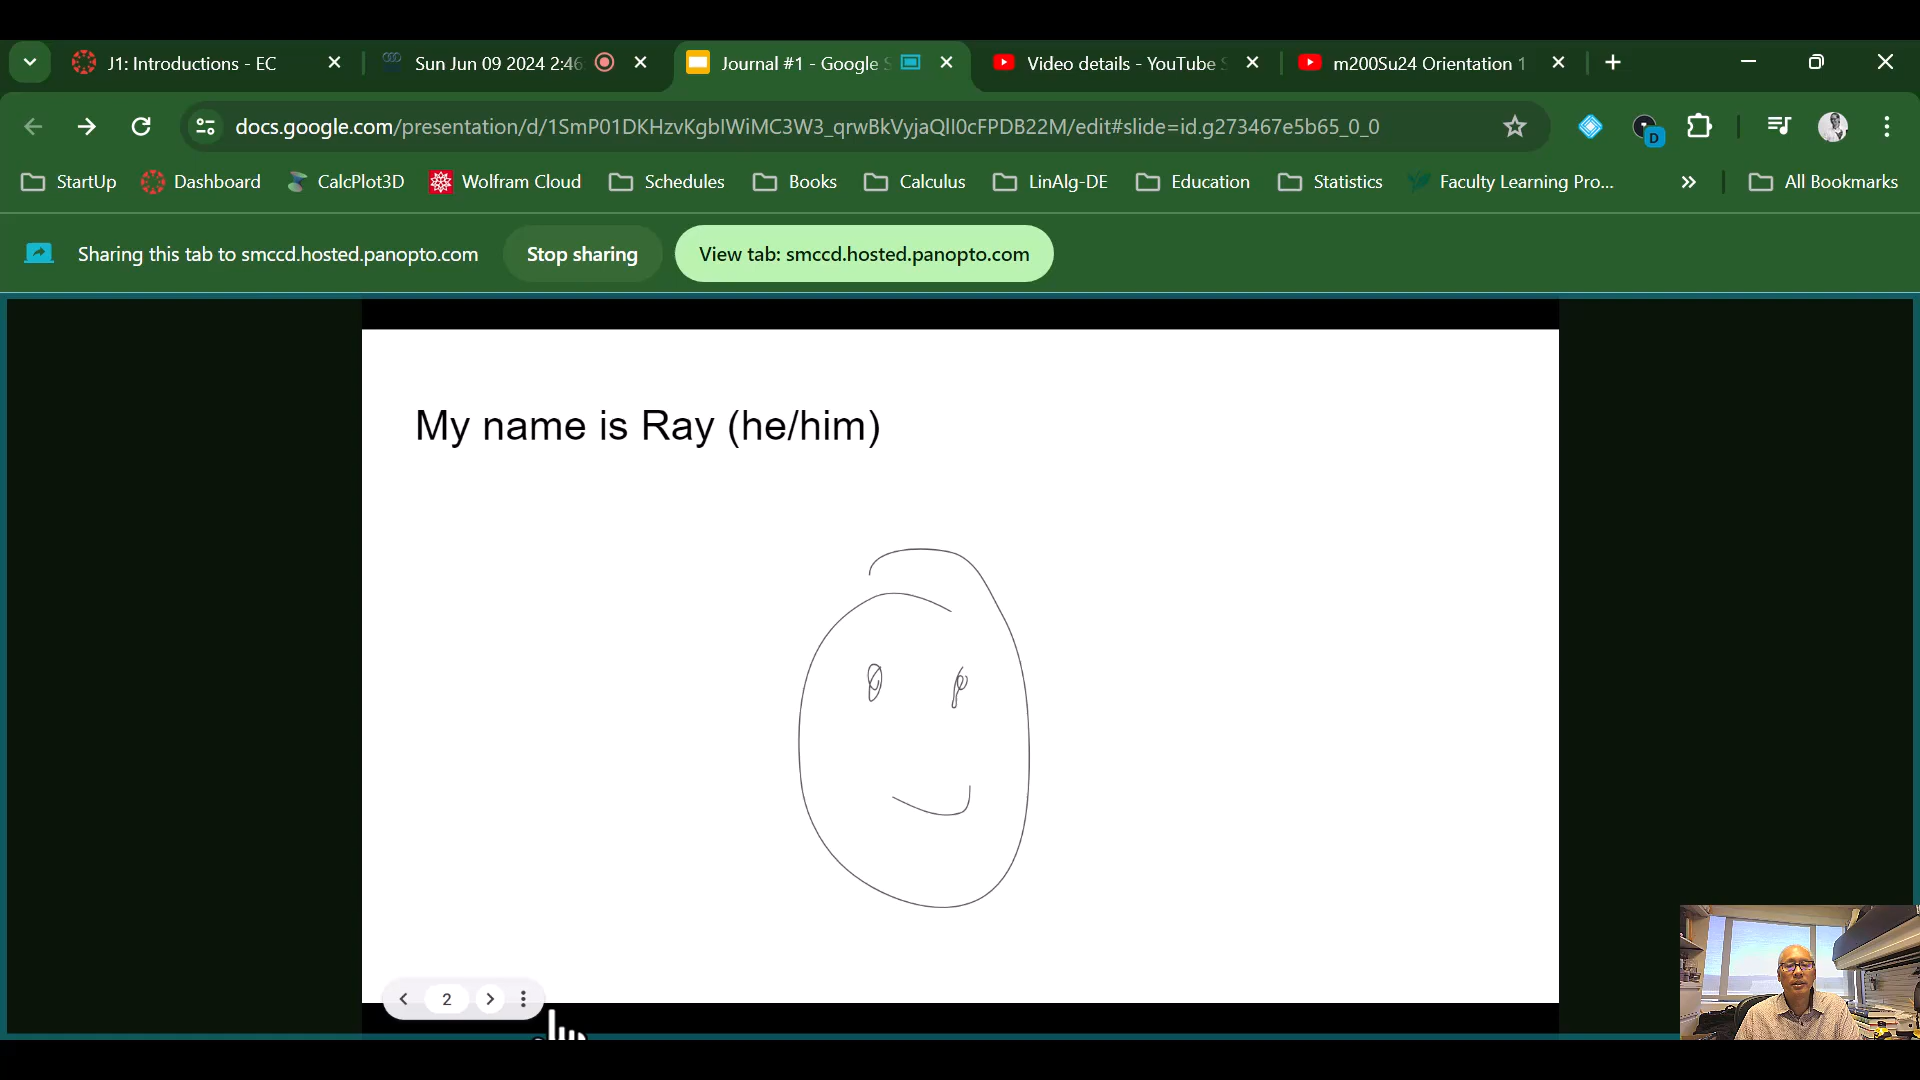 J1: Introductions - EC
Sun Jun 09 2024 2:46
Journal #1 - Google S
Video details - YouTube S
m200Su24 Orientation 1
docs.google.com/presentation/d/1SmP01DKHzvKgbIWiMC3W3_qrwBkVyjaQlI0cFPDB22M/edit#slide=id.g273467e5b65_0_0
D
StartUp
Dashboard
CalcPlot3D
Wolfram Cloud
Schedules
Books
Calculus
LinAlg-DE
Education
Statistics
Faculty Learning Pro...
All Bookmarks
Sharing this tab to smccd.hosted.panopto.com
Stop sharing
View tab: smccd.hosted.panopto.com
My name is Ray (he/him)
2